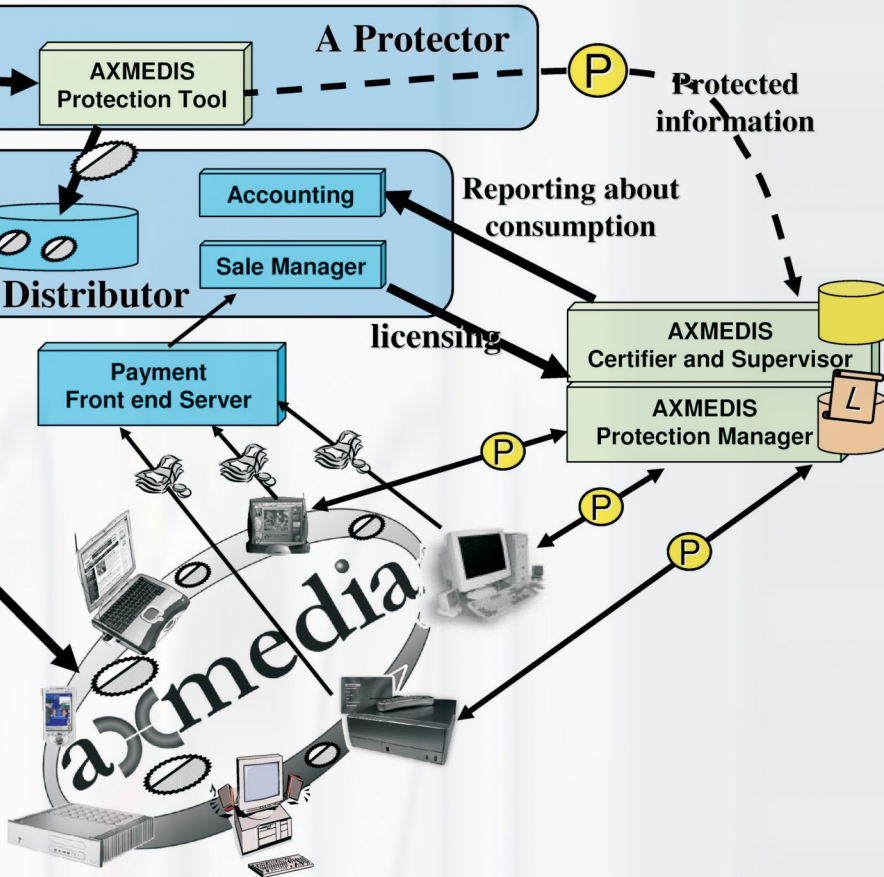 A Protector
AXMEDIS
Protection Tool
P
Protected
information
Accounting
Reporting about
consumption
Sale Manager
Distributor
licensing
AXMEDIS
Certifier and Supervisor
Payment
Front end Server
AXMEDIS
Protection Manager
L
P
P
P
axmedia